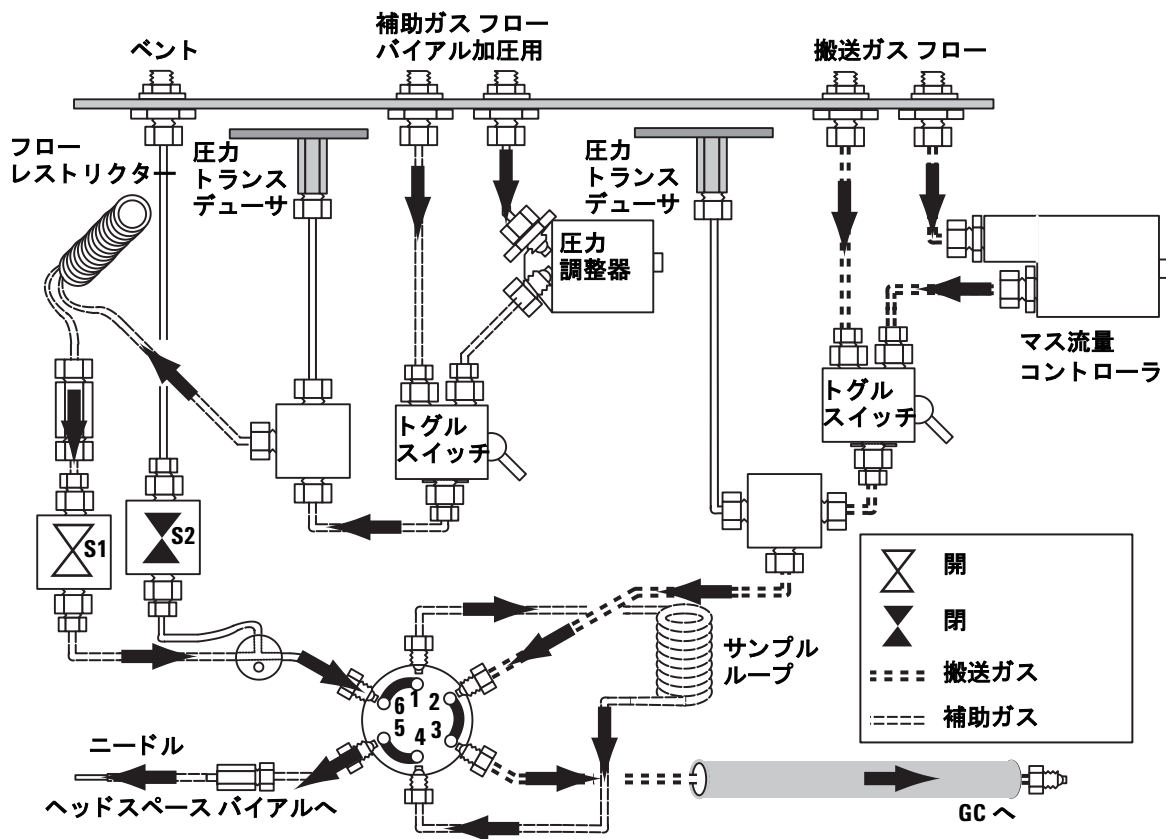 ベント
補助ガス フロー
バイアル加圧用
搬送ガス フロー
フロー
レストリクター
圧力
トランス
デューサ
圧力
調整器
圧力
トランス
デューサ
マス流量
コントローラ
トグル
スイッチ
トグル
スイッチ
S1
S2
開
閉
搬送ガス
補助ガス
サンプル
ループ
1
2
3
4
5
6
ニードル
ヘッドスペース バイアルへ
GC へ